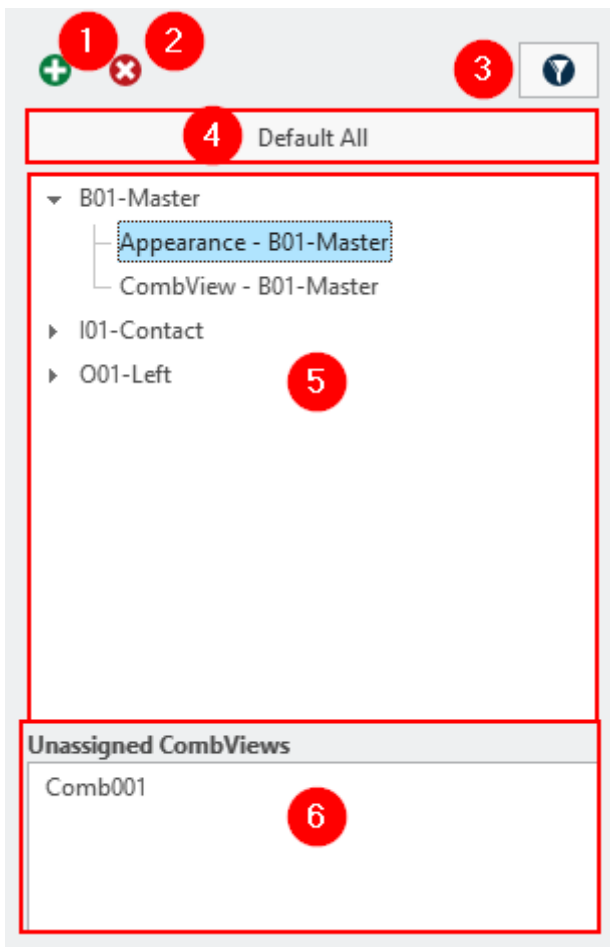 1
2
3
4
Default All
B01-Master
Appearance - B01-Master
CombView - B01-Master
I01-Contact
O01-Left
5
Unassigned CombViews
Comb001
6